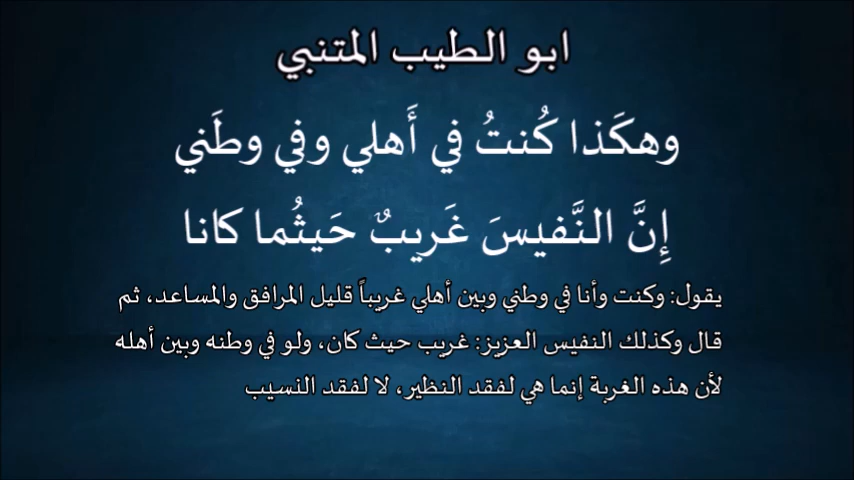 ابو الطيب المتنبي
وهكَذا كُنتُ في أَهلي وفي وطَني
إِنَّ النَّفيسَ غَريبٌ حَيثُما كانا
يقول: وكنت وأنا في وطني وبين أهلي غريباً قليل المرافق والمساعد، ثم
قال وكذلك النفيس العزيز: غريب حيث كان، ولو في وطنه وبين أهله
لأن هذه الغربة إنما هي لفقد النظير، لا لفقد النسيب